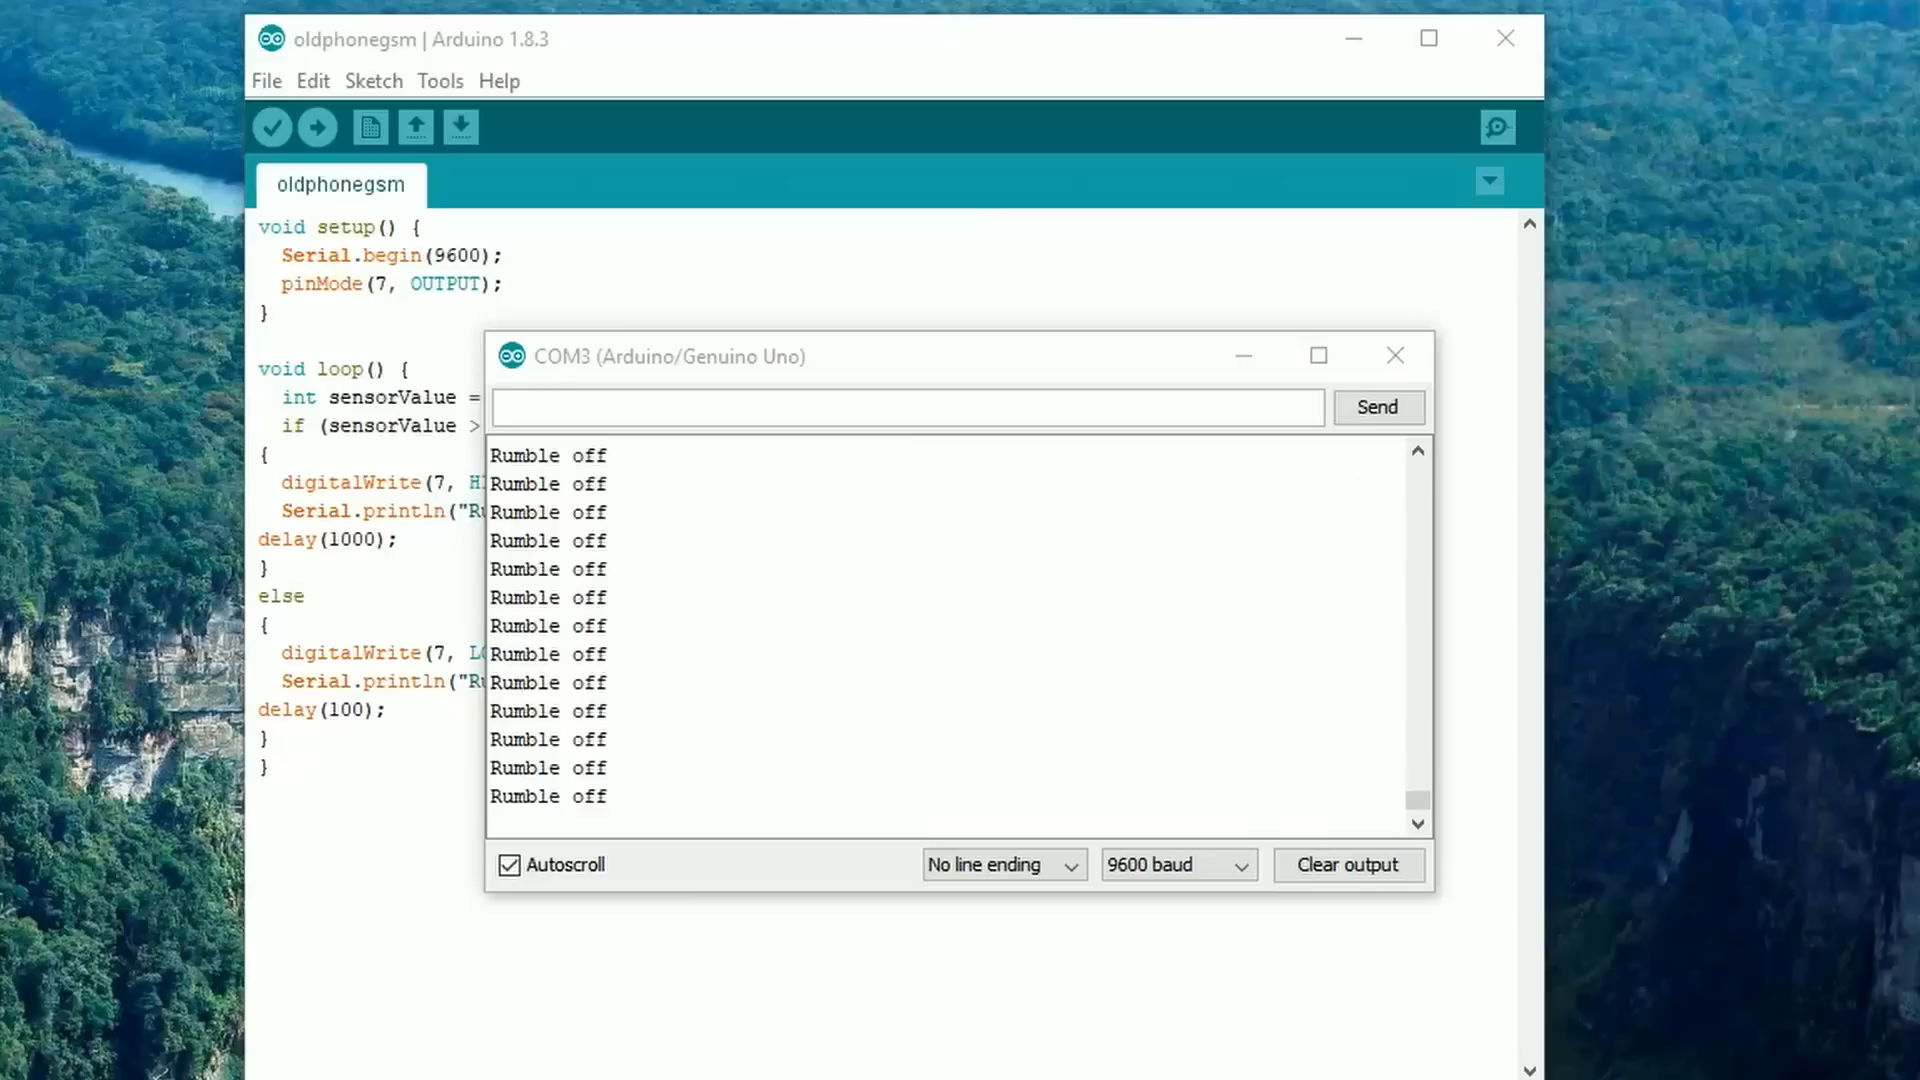 oldphonegsm | Arduino 1.8.3
File Edit Sketch Tools Help
oldphonegsm
void setup() {
Serial.begin(9600);
pinMode(7, OUTPUT);
}
void loop() {
int sensorValue =
if (sensorValue >
{
digitalWrite(7, HI
Serial.println("Ru
delay(1000);
}
else
{
digitalWrite(7, LO
Serial.println("Ru
delay(100);
}
}
COM3 (Arduino/Genuino Uno)
Send
Rumble off
Rumble off
Rumble off
Rumble off
Rumble off
Rumble off
Rumble off
Rumble off
Rumble off
Rumble off
Rumble off
Rumble off
Rumble off
Autoscroll No line ending 9600 baud Clear output